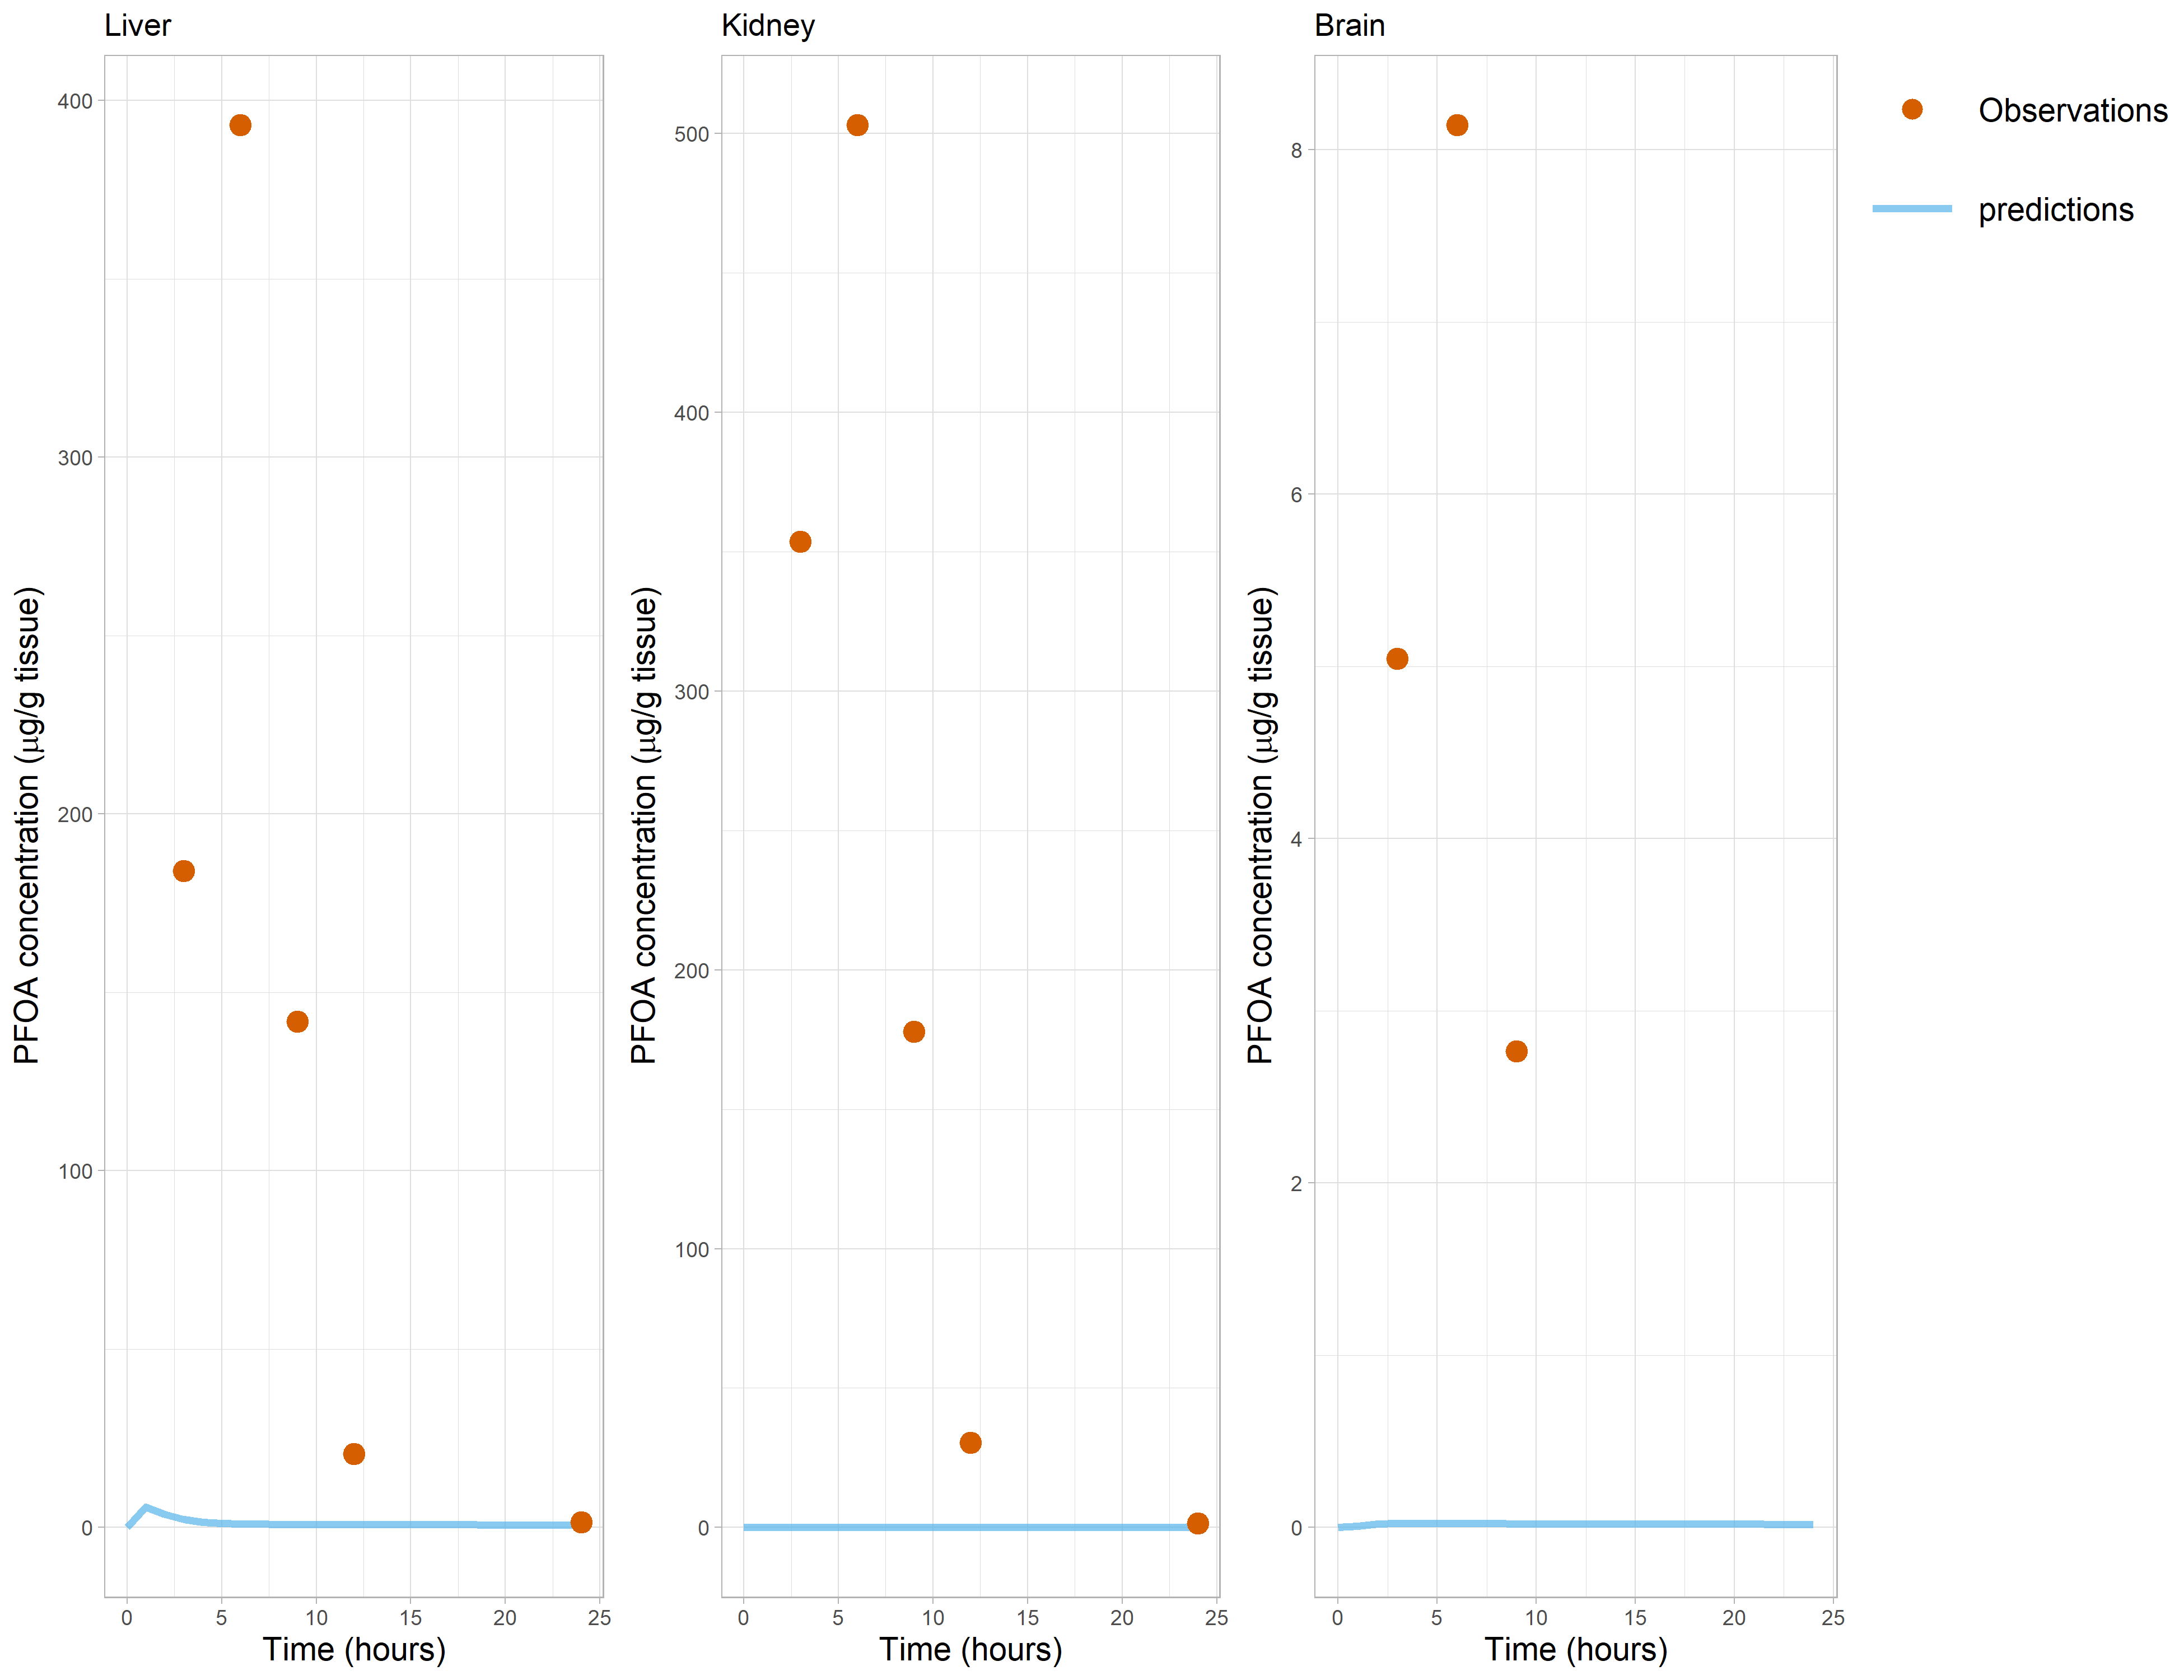 Liver
PFOA concentration (μg/g tissue)
400
300
200
100
0
0 5 10 15 20 25
Time (hours)
Kidney
PFOA concentration (μg/g tissue)
500
400
300
200
100
0
0 5 10 15 20 25
Time (hours)
Brain
PFOA concentration (μg/g tissue)
8
6
4
2
0
0 5 10 15 20 25
Time (hours)
Observations
predictions